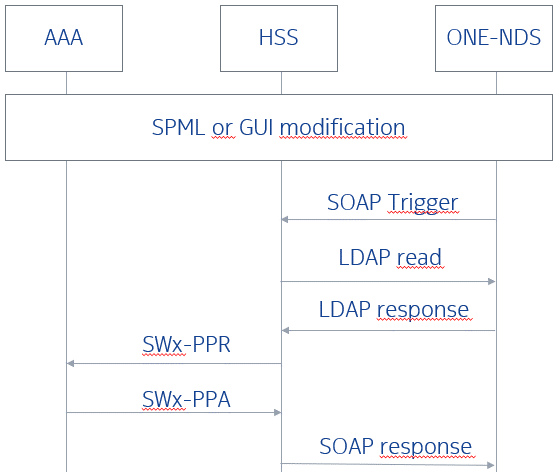 AAA
HSS
ONE-NDS
SPML or GUI modification
SOAP Trigger
LDAP read
LDAP response
SWx-PPR
SWx-PPA
SOAP response